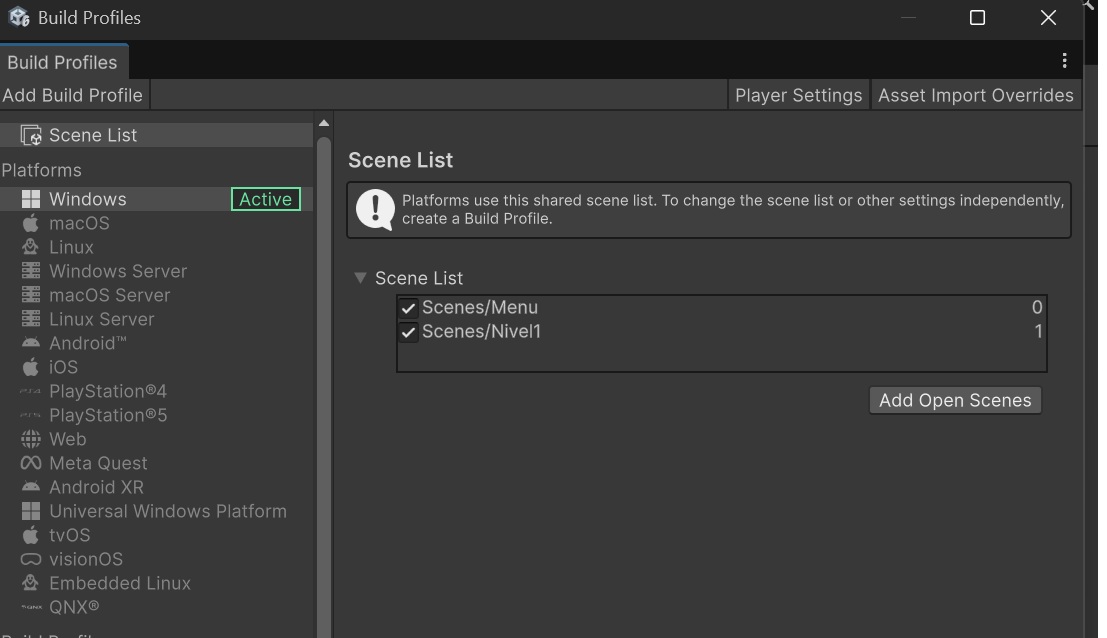 Build Profiles
Build Profiles
Add Build Profile
Player Settings
Asset Import Overrides
Scene List
Platforms
Windows Active
macOS
Linux
Windows Server
macOS Server
Linux Server
Android™
iOS
PlayStation®4
PlayStation®5
Web
Meta Quest
Android XR
Universal Windows Platform
tvOS
visionOS
Embedded Linux
QNX®
Scene List
Platforms use this shared scene list. To change the scene list or other settings independently,
create a Build Profile.
Scene List
Scenes/Menu 0
Scenes/Nivel1 1
Add Open Scenes